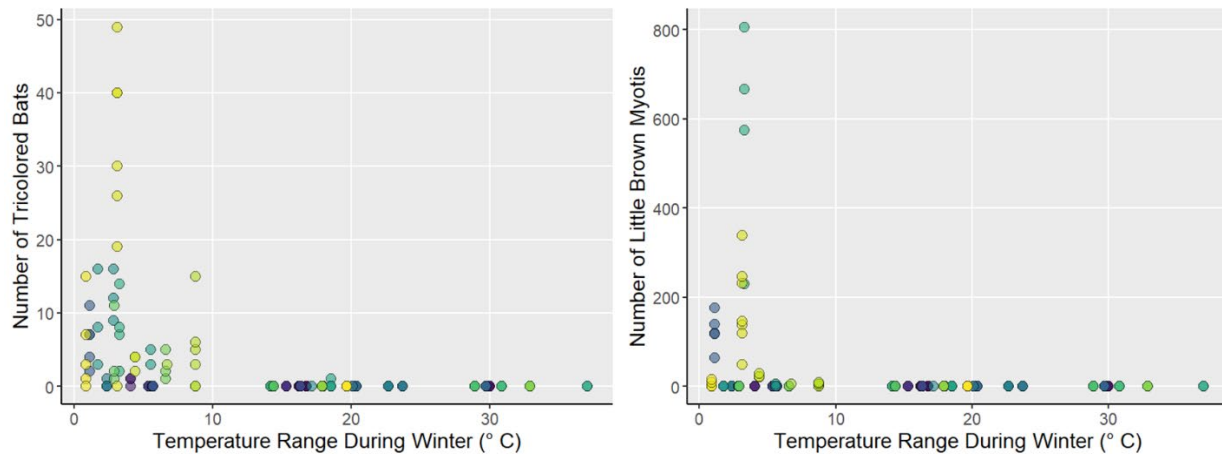 Number of Tricolored Bats
50
40
30
20
10
0
0 10 20 30
Temperature Range During Winter (° C)
Number of Little Brown Myotis
800
600
400
200
0
0 10 20 30
Temperature Range During Winter (° C)